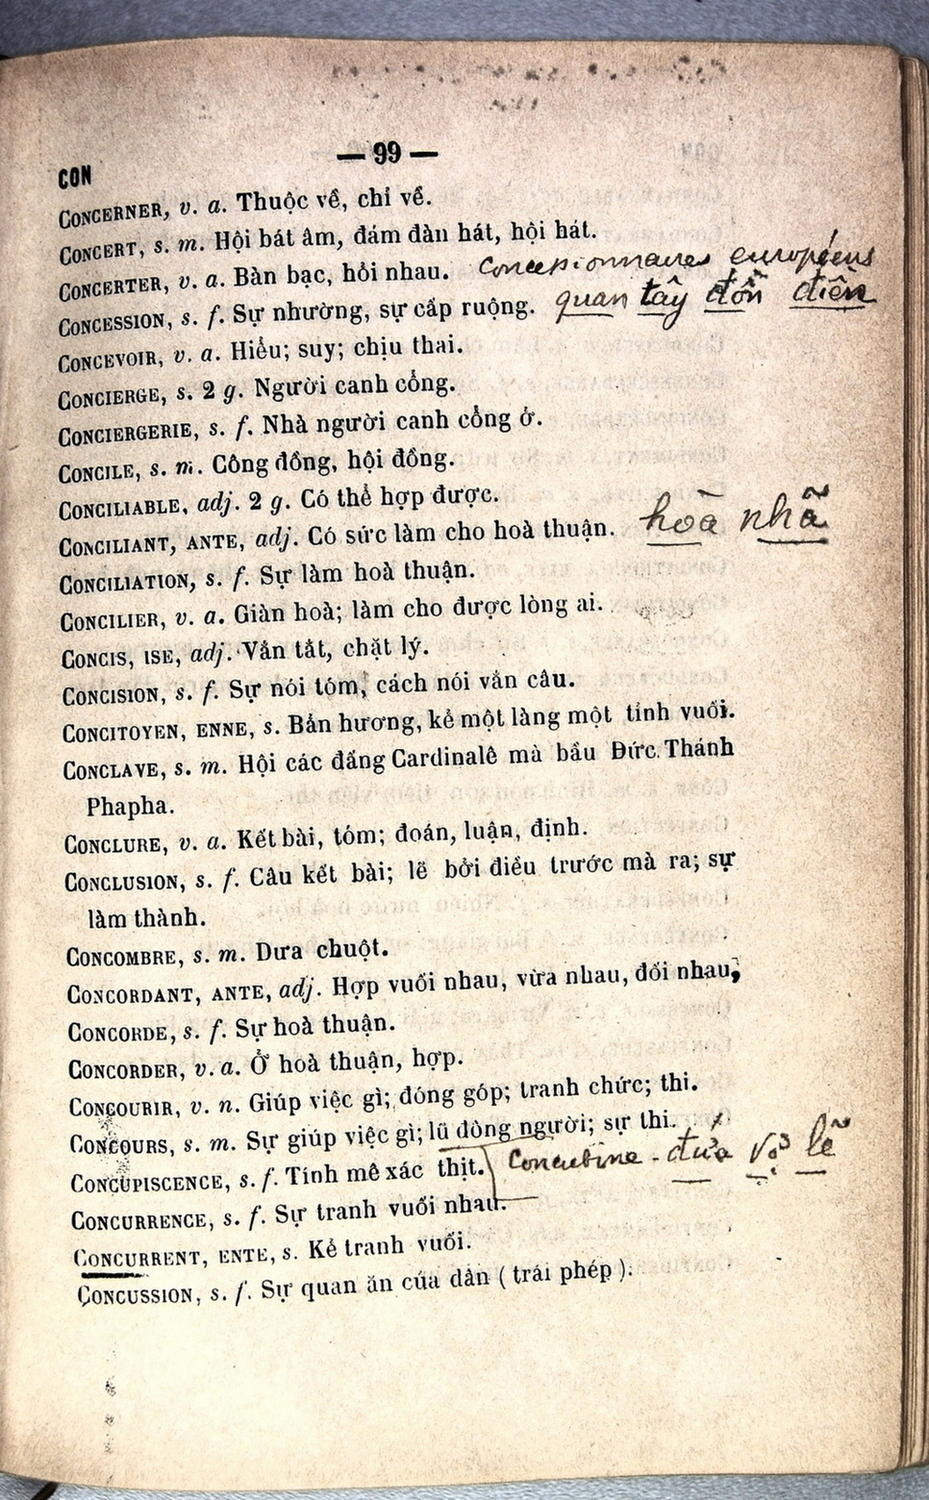 — 99 —
CON
CONCERNER, v. a. Thuộc về, chỉ về.
CONCERT, s. m. Hội bát âm, đám đàn hát, hội hát.
CONCERTER, v. a. Bàn bạc, hỏi nhau. concessionnaires européens
CONCESSION, s. f. Sự nhường, sự cấp ruộng. quan tây đồn điền
CONCEVOIR, v. a. Hiểu; suy; chịu thai.
CONCIERGE, s. 2 g. Người canh cổng.
CONCIERGERIE, s. f. Nhà người canh cổng ở.
CONCILE, s. m. Công đồng, hội đồng.
CONCILIABLE, adj. 2 g. Có thể hợp được.
CONCILIANT, ANTE, adj. Có sức làm cho hoà thuận. hoà nhã
CONCILIATION, s. f. Sự làm hoà thuận.
CONCILIER, v. a. Giàn hoà; làm cho được lòng ai.
CONCIS, ISE, adj. Vắn tắt, chặt lý.
CONCISION, s. f. Sự nói tóm, cách nói vắn câu.
CONCITOYEN, ENNE, s. Bản hương, kẻ một làng một tỉnh vuối.
CONCLAVE, s. m. Hội các đấng Cardinalê mà bầu Đức Thánh
Phapha.
CONCLURE, v. a. Kết bài, tóm; đoán, luận, định.
CONCLUSION, s. f. Câu kết bài; lẽ bởi điều trước mà ra; sự
làm thành.
CONCOMBRE, s. m. Dưa chuột.
CONCORDANT, ANTE, adj. Hợp vuối nhau, vừa nhau, đối nhau,
CONCORDE, s. f. Sự hoà thuận.
CONCORDER, v. a. Ở hoà thuận, hợp.
CONCOURIR, v. n. Giúp việc gì; đóng góp; tranh chức; thi.
CONCOURS, s. m. Sự giúp việc gì; lũ đông người; sự thi.
CONCUPISCENCE, s. f. Tính mê xác thịt. Concubine - đứa vợ lẽ
CONCURRENCE, s. f. Sự tranh vuối nhau.
CONCURRENT, ENTE, s. Kẻ tranh vuối.
CONCUSSION, s. f. Sự quan ăn của dân ( trái phép ).